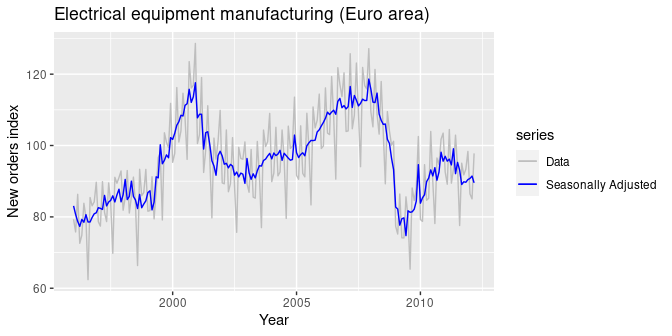 Electrical equipment manufacturing (Euro area)
120
100
80
60
New orders index
2000
2005
2010
Year
series
Data
Seasonally Adjusted